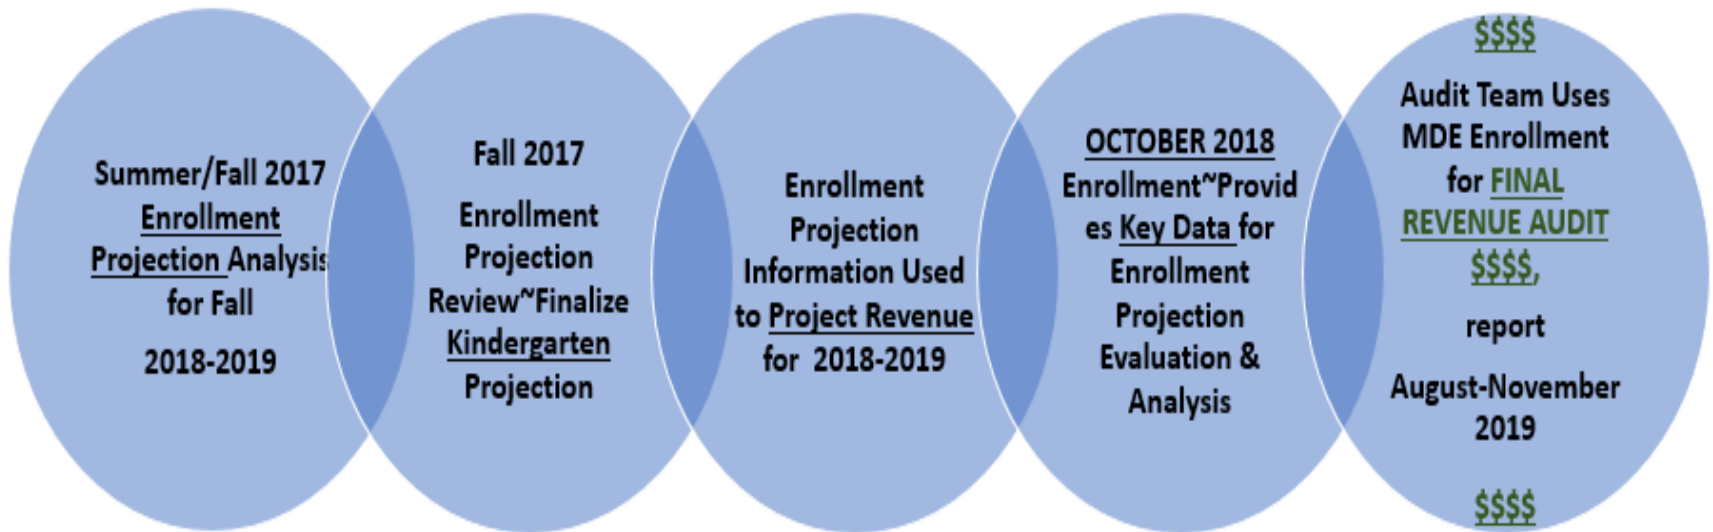 Summer/Fall 2017
Enrollment
Projection Analysis
for Fall
2018-2019
Fall 2017
Enrollment
Projection
Review~Finalize
Kindergarten
Projection
Enrollment
Projection
Information Used
to Project Revenue
for 2018-2019
OCTOBER 2018
Enrollment~Provid
es Key Data for
Enrollment
Projection
Evaluation &
Analysis
$$$$
Audit Team Uses
MDE Enrollment
for FINAL
REVENUE AUDIT
$$$$,
report
August-November
2019
$$$$